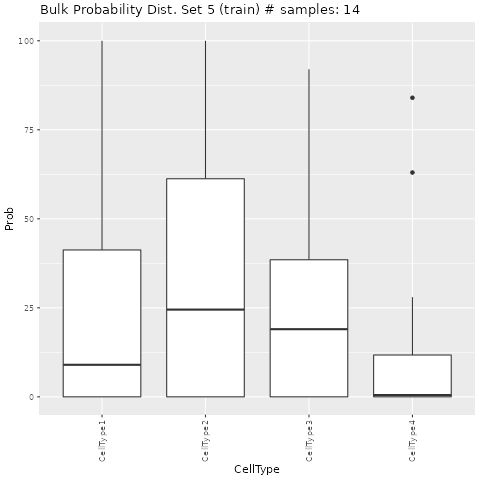 Bulk Probability Dist. Set 5 (train) # samples: 14
100
75
50
25
0
Prob
CellType1
CellType2
CellType3
CellType4
CellType